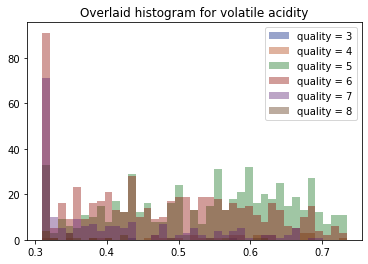 Overlaid histogram for volatile acidity
quality = 3
quality = 4
quality = 5
quality = 6
quality = 7
quality = 8
80
60
40
20
0
0.3 0.4 0.5 0.6 0.7